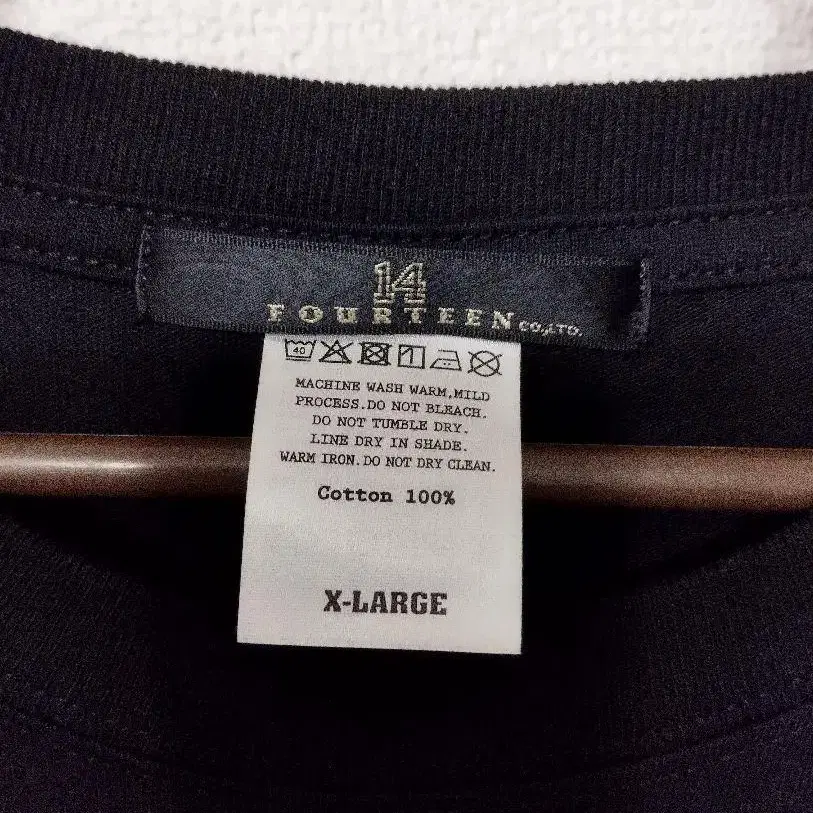 14
FOURTEEN CO.,LTD.
40
MACHINE WASH WARM,MILD
PROCESS.DO NOT BLEACH.
DO NOT TUMBLE DRY.
LINE DRY IN SHADE.
WARM IRON.DO NOT DRY CLEAN.
Cotton 100%
X-LARGE